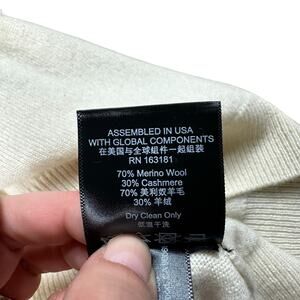 ASSEMBLED IN USA
WITH GLOBAL COMPONENTS
在美国与全球组件一起组装
RN 163181
70% Merino Wool
30% Cashmere
70% 美利奴羊毛
30% 羊绒
Dry Clean Only
低温干洗